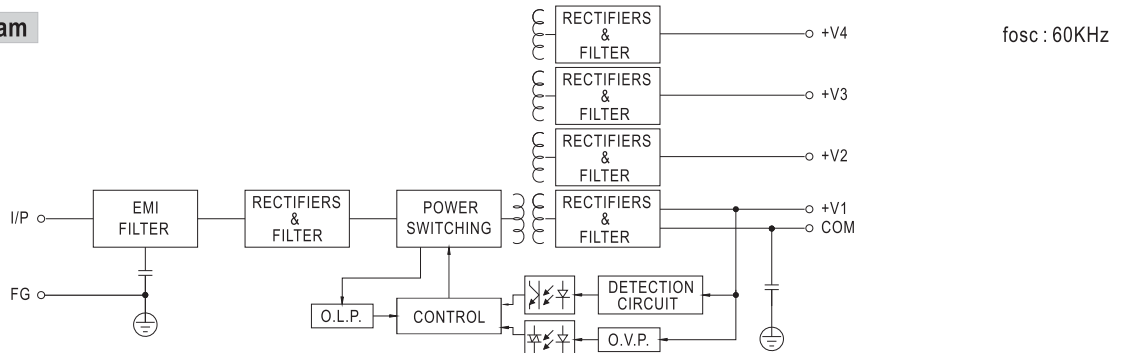 am
fosc : 60KHz
RECTIFIERS
&
FILTER
+V4
RECTIFIERS
&
FILTER
+V3
RECTIFIERS
&
FILTER
+V2
I/P
EMI
FILTER
RECTIFIERS
&
FILTER
POWER
SWITCHING
RECTIFIERS
&
FILTER
+V1
COM
FG
O.L.P.
CONTROL
DETECTION
CIRCUIT
O.V.P.